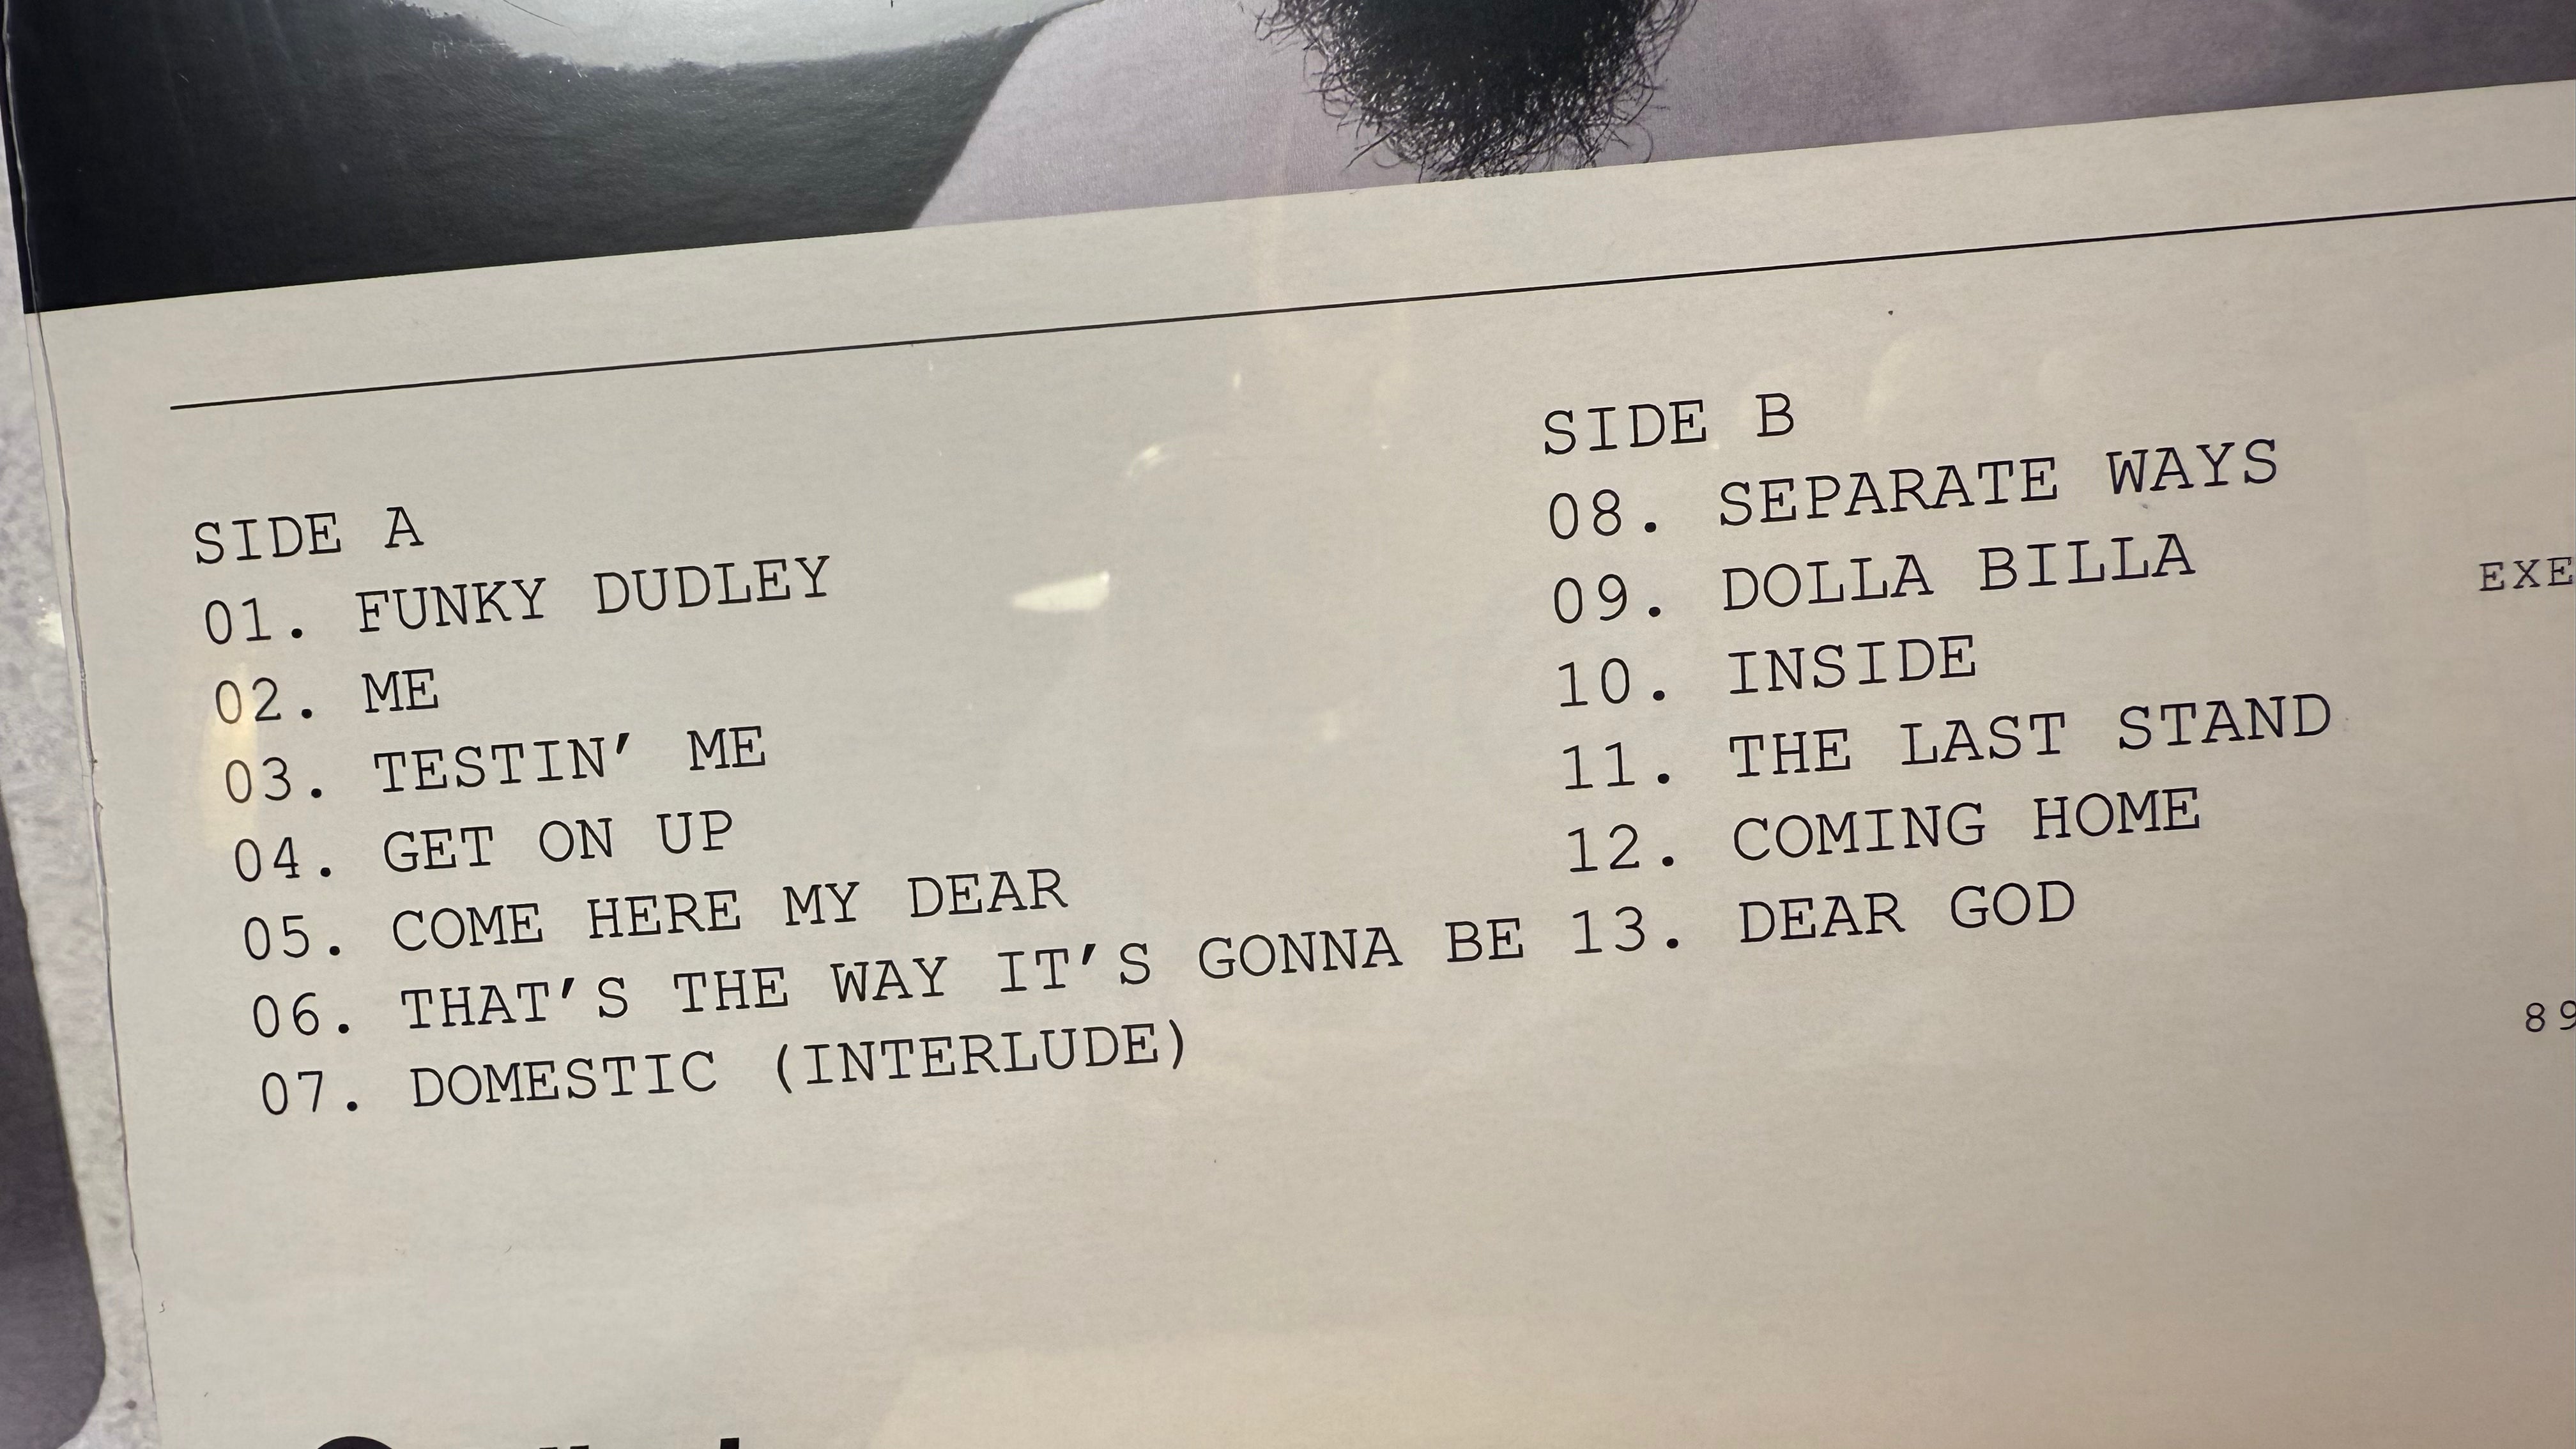 SIDE A
01. FUNKY DUDLEY
02. ME
03. TESTIN' ME
04. GET ON UP
05. COME HERE MY DEAR
06. THAT'S THE WAY IT'S GONNA BE
07. DOMESTIC (INTERLUDE)
SIDE B
08. SEPARATE WAYS
09. DOLLA BILLA
10. INSIDE
11. THE LAST STAND
12. COMING HOME
13. DEAR GOD
EXE
89